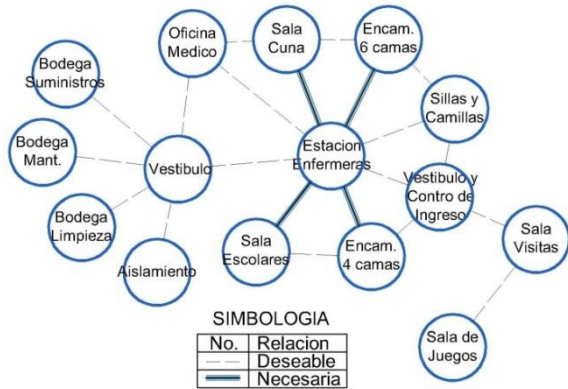 Oficina
Medico
Sala
Cuna
Encam.
6 camas
Bodega
Suministros
Sillas y
Camillas
Bodega
Mant.
Vestibulo
Estacion
Enfermeras
Vestibulo y
Contro de
Ingreso
Bodega
Limpieza
Aislamiento
Sala
Escolares
Encam.
4 camas
Sala
Visitas
Sala de
Juegos
SIMBOLOGIA
No. Relacion
Deseable
Necesaria